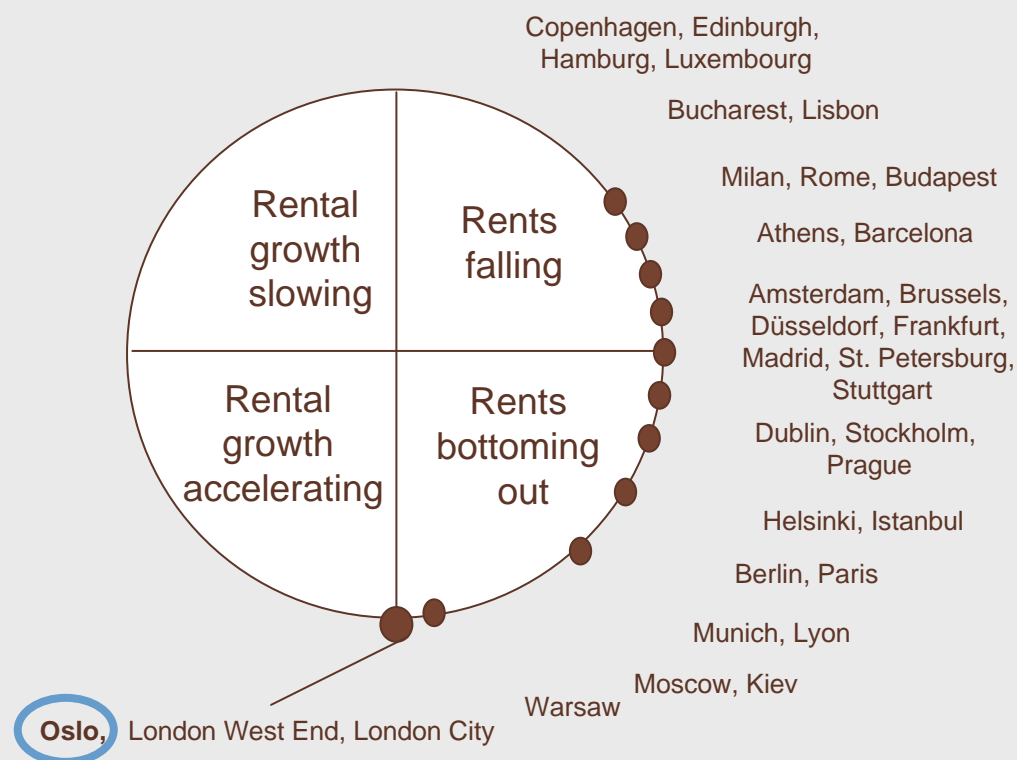 Copenhagen, Edinburgh,
Hamburg, Luxembourg
Bucharest, Lisbon
Milan, Rome, Budapest
Athens, Barcelona
Amsterdam, Brussels,
Düsseldorf, Frankfurt,
Madrid, St. Petersburg,
Stuttgart
Dublin, Stockholm,
Prague
Helsinki, Istanbul
Berlin, Paris
Munich, Lyon
Moscow, Kiev
Warsaw
Oslo, London West End, London City
Rental
growth
slowing
Rents
falling
Rental
growth
accelerating
Rents
bottoming
out